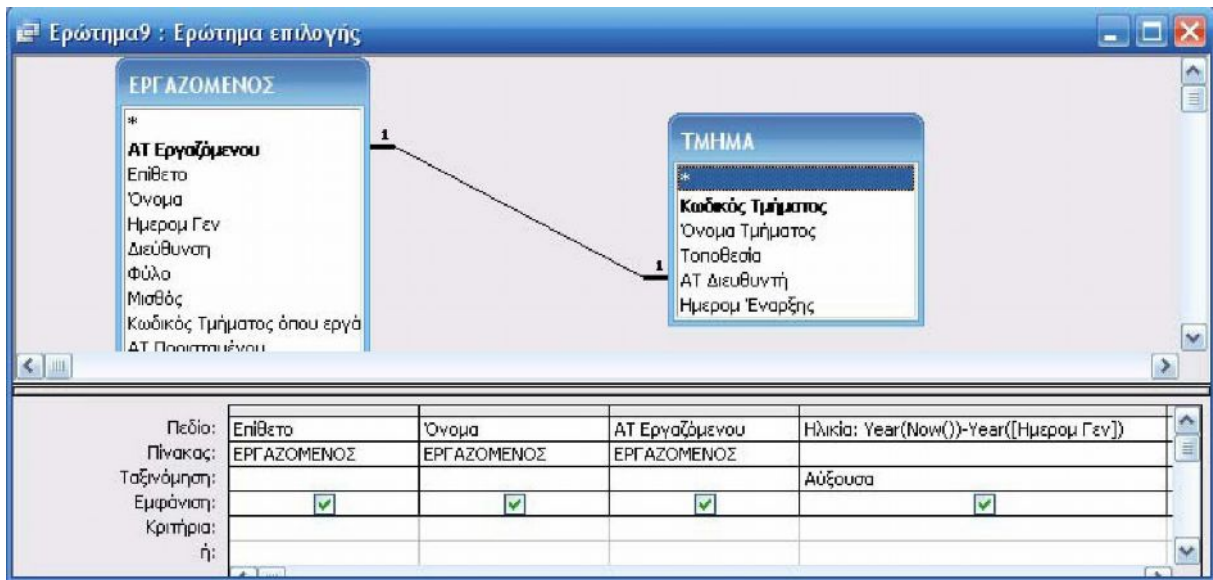 Ερώτημα9 : Ερώτημα επιλογής
ΕΡΓΑΖΟΜΕΝΟΣ
*
ΑΤ Εργαζόμενου
Επίθετο
Όνομα
Ημερομ Γεν
Διεύθυνση
Φύλο
Μισθός
Κωδικός Τμήματος όπου εργά
ΑΤ Προισταμένου
1
1
ΤΜΗΜΑ
*
Κωδικός Τμήματος
Όνομα Τμήματος
Τοποθεσία
ΑΤ Διευθυντή
Ημερομ Έναρξης
Πεδίο: Επίθετο Όνομα ΑΤ Εργαζόμενου Ηλικία: Year(Now())-Year([Ημερομ Γεν])
Πίνακας: ΕΡΓΑΖΟΜΕΝΟΣ ΕΡΓΑΖΟΜΕΝΟΣ ΕΡΓΑΖΟΜΕΝΟΣ
Ταξινόμηση: Αύξουσα
Εμφάνιση:
Κριτήρια:
ή: